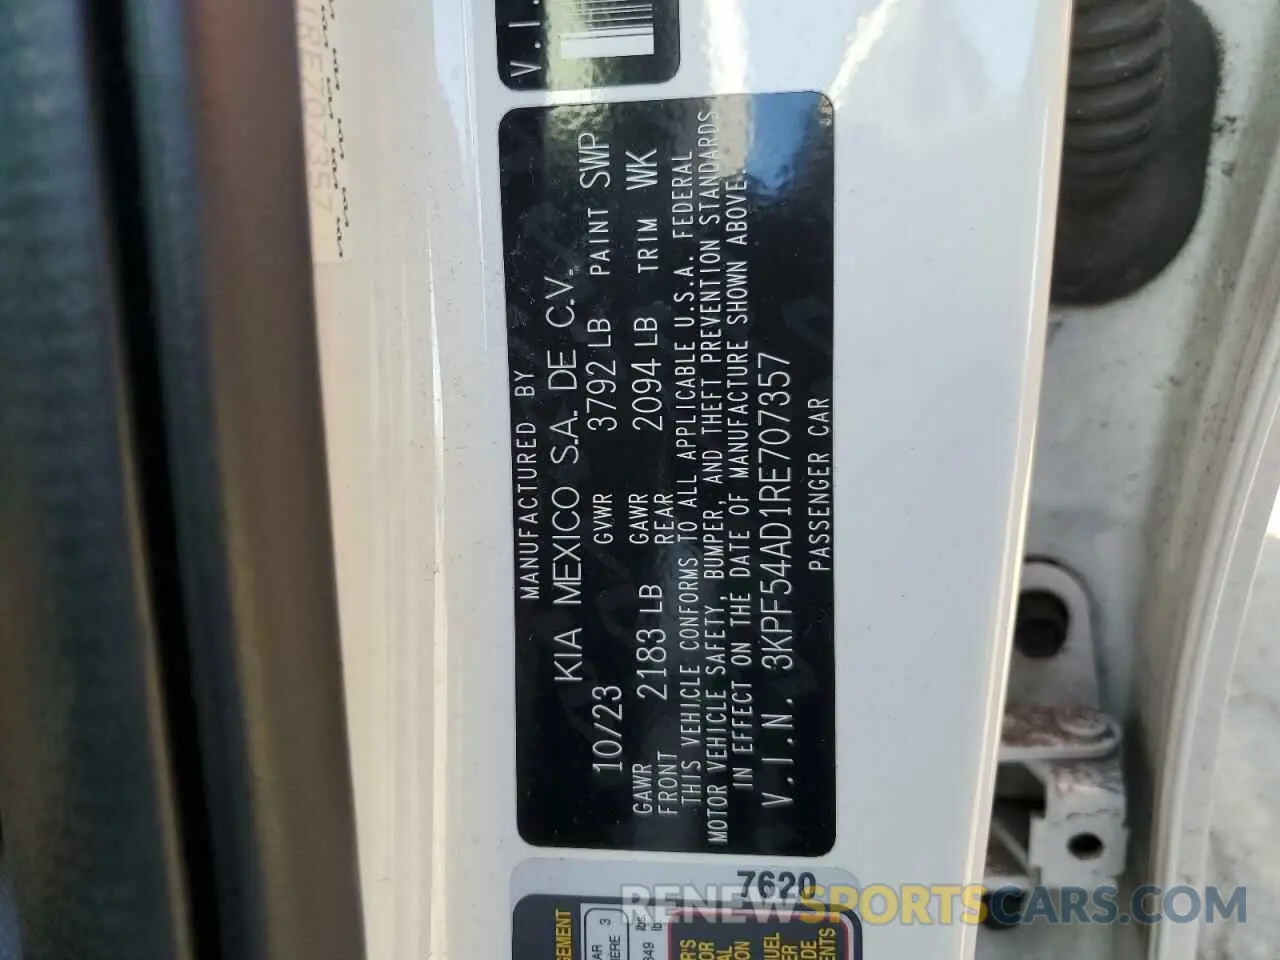 V.I.
MANUFACTURED BY
KIA MEXICO S.A. DE C.V.
10/23 GVWR 3792 LB PAINT SWP
GAWR FRONT 2183 LB GAWR REAR 2094 LB TRIM WK
THIS VEHICLE CONFORMS TO ALL APPLICABLE U.S.A. FEDERAL
MOTOR VEHICLE SAFETY, BUMPER, AND THEFT PREVENTION STANDARDS
IN EFFECT ON THE DATE OF MANUFACTURE SHOWN ABOVE.
V.I.N. 3KPF54AD1RE707357
PASSENGER CAR
7620
RENEWSPORTSCARS.COM